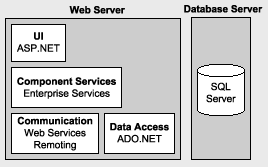 Web Server
Database Server
UI
ASP.NET
Component Services
Enterprise Services
Communication
Web Services
Remoting
Data Access
ADO.NET
SQL
Server